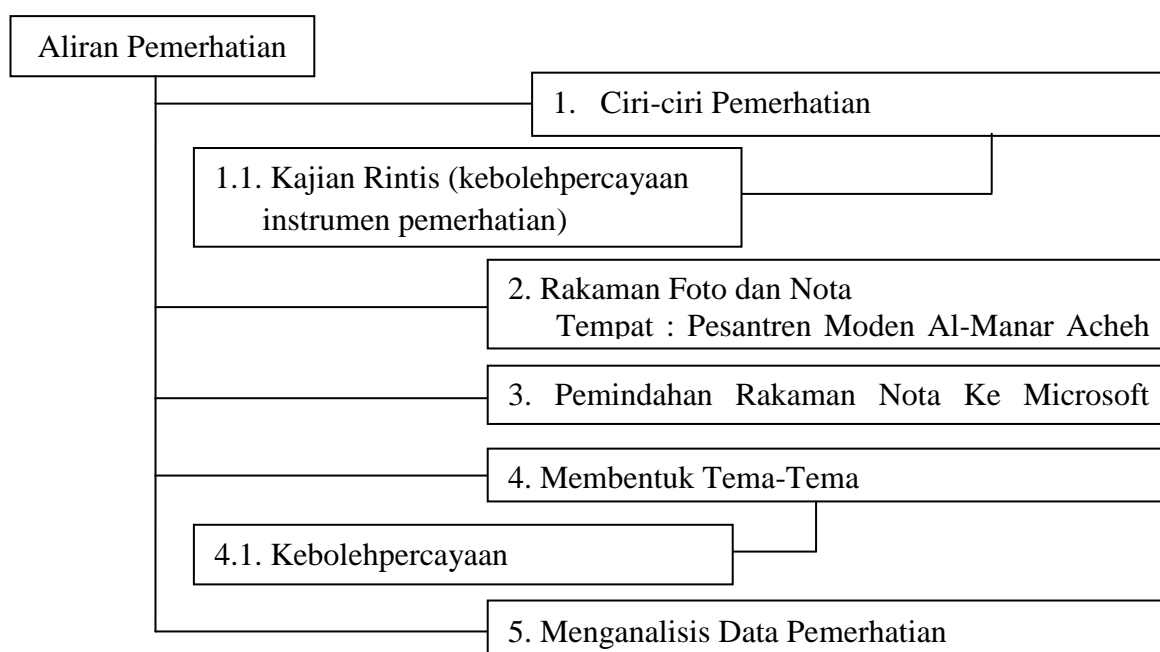 Aliran Pemerhatian
1. Ciri-ciri Pemerhatian
1.1. Kajian Rintis (kebolehpercayaan
instrumen pemerhatian)
2. Rakaman Foto dan Nota
Tempat : Pesantren Moden Al-Manar Acheh
3. Pemindahan Rakaman Nota Ke Microsoft
4. Membentuk Tema-Tema
4.1. Kebolehpercayaan
5. Menganalisis Data Pemerhatian